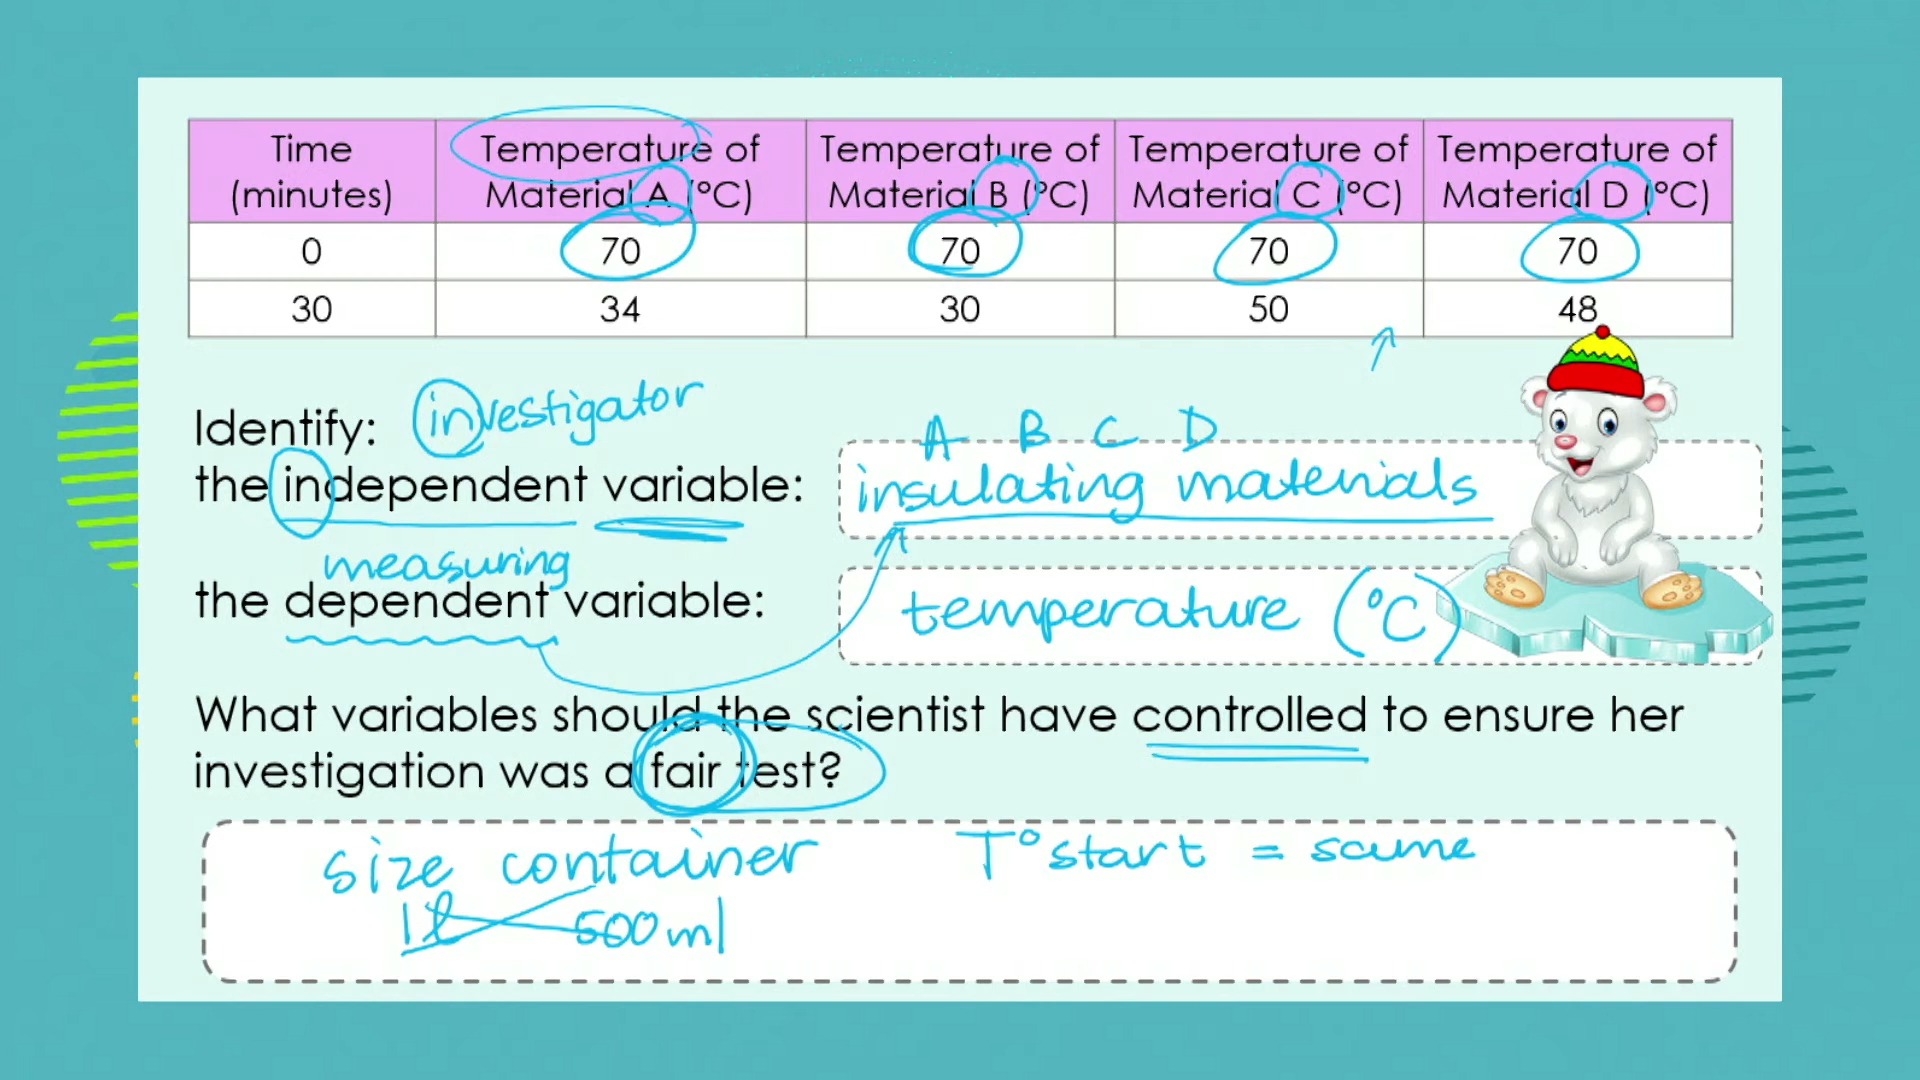 Time (minutes) Temperature of Material A (°C) Temperature of Material B (°C) Temperature of Material C (°C) Temperature of Material D (°C)
0 70 70 70 70
30 34 30 50 48
Identify: investigator
A B C D
the independent variable: insulating materials
measuring
the dependent variable: temperature (°C)
What variables should the scientist have controlled to ensure her
investigation was a fair test?
size container T° start = same
1l 500ml